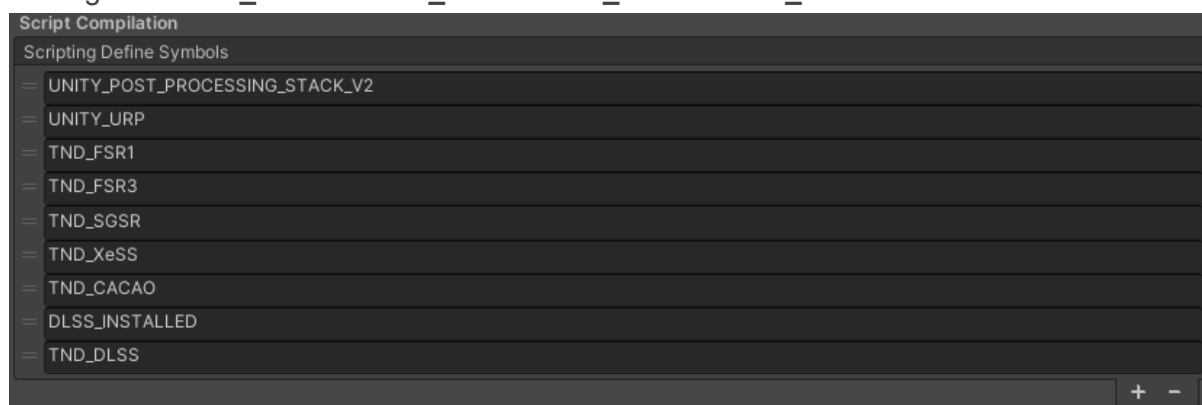 Script Compilation
Scripting Define Symbols
UNITY_POST_PROCESSING_STACK_V2
UNITY_URP
TND_FSR1
TND_FSR3
TND_SGSR
TND_XeSS
TND_CACAO
DLSS_INSTALLED
TND_DLSS